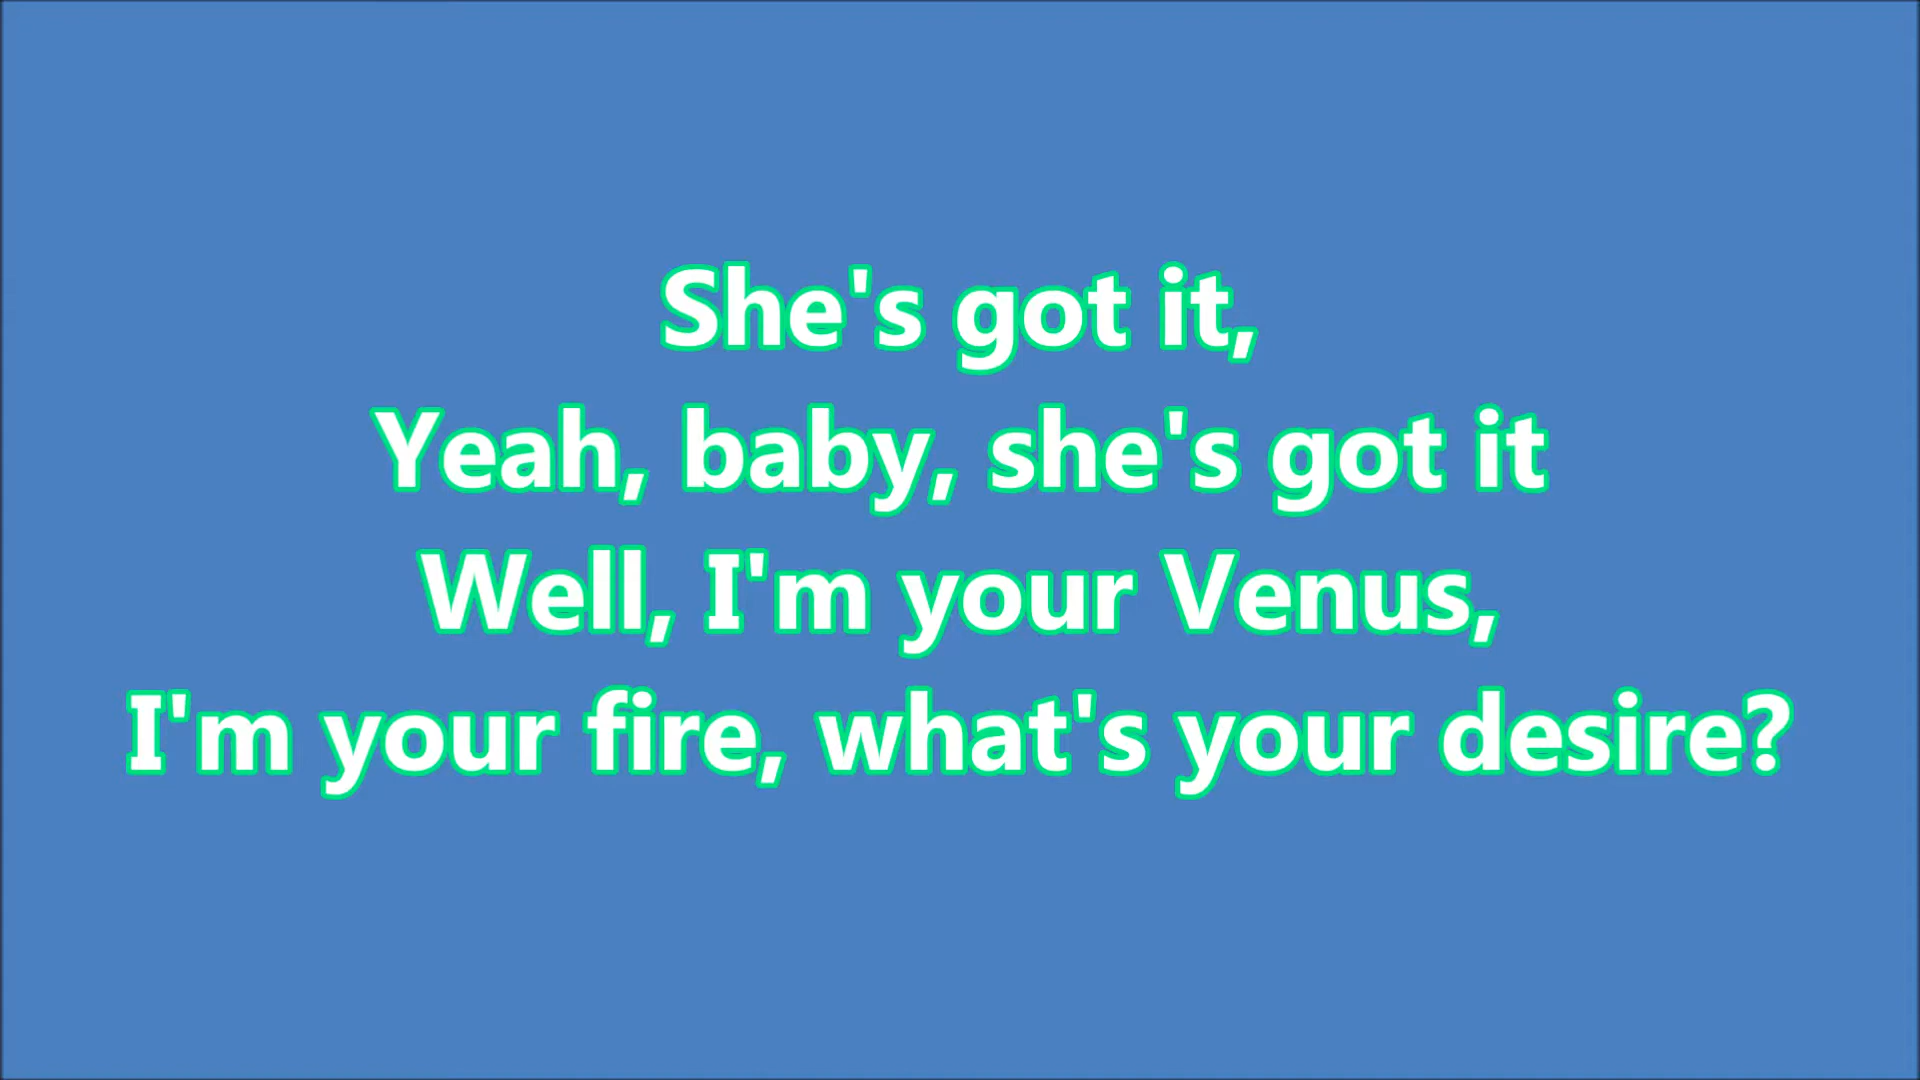 She's got it,
Yeah, baby, she's got it
Well, I'm your Venus,
I'm your fire, what's your desire?